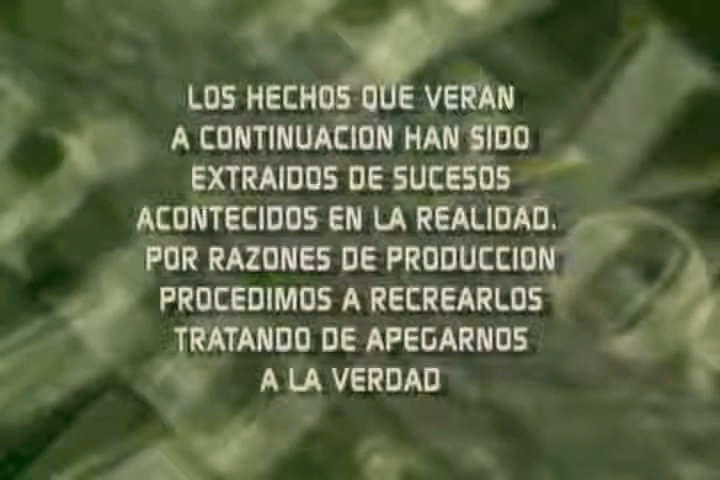 LOS HECHOS QUE VERAN
A CONTINUACION HAN SIDO
EXTRAIDOS DE SUCESOS
ACONTECIDOS EN LA REALIDAD.
POR RAZONES DE PRODUCCION
PROCEDIMOS A RECREARLOS
TRATANDO DE APEGARNOS
A LA VERDAD